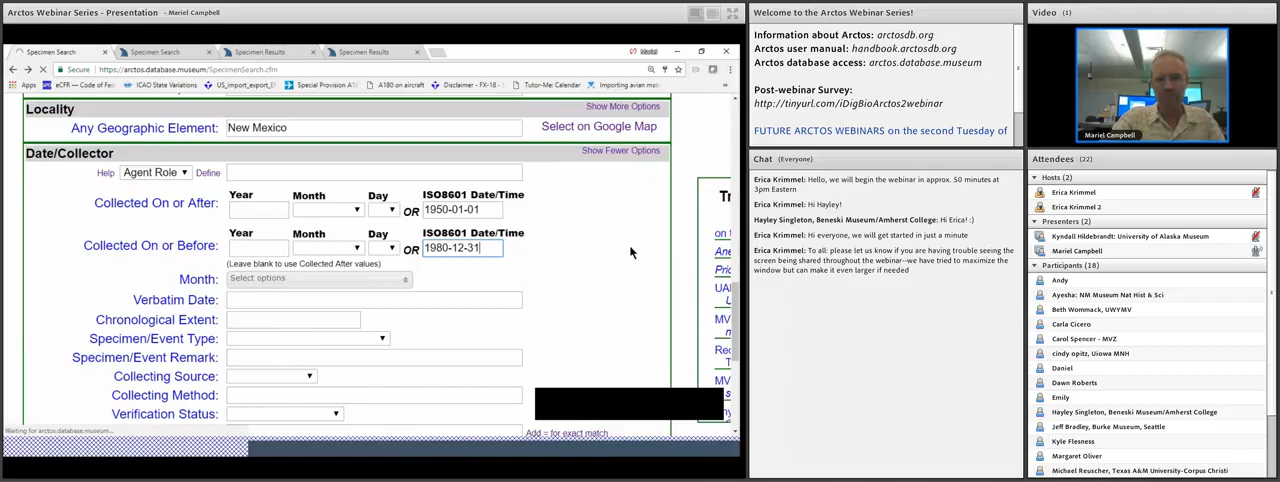 Arctos Webinar Series - Presentation - Mariel Campbell
Specimen Search
Specimen Search
Specimen Results
Specimen Results
Mariel
Secure
https://arctos.database.museum/SpecimenSearch.cfm
Apps
eCFR — Code of Fed
ICAO State Variations
US_import_export_E
Special Provision A1
A180 on aircraft
Disclaimer - FX-18 - S
Tutor-Me: Calendar
Importing avian mat
Locality
Show More Options
Any Geographic Element:
New Mexico
Select on Google Map
Date/Collector
Show Fewer Options
Help
Agent Role
Define
Year
Month
Day
ISO8601 Date/Time
Collected On or After:
OR
1950-01-01
Year
Month
Day
ISO8601 Date/Time
Collected On or Before:
OR
1980-12-31
(Leave blank to use Collected After values)
Month:
Select options
Verbatim Date:
Chronological Extent:
Specimen/Event Type:
Specimen/Event Remark:
Collecting Source:
Collecting Method:
Verification Status:
Add = for exact match
Waiting for arctos.database.museum...
on t
UA
MV
Rec
MV
Welcome to the Arctos Webinar Series!
Information about Arctos: arctosdb.org
Arctos user manual: handbook.arctosdb.org
Arctos database access: arctos.database.museum
Post-webinar Survey:
http://tinyurl.com/iDigBioArctos2webinar
FUTURE ARCTOS WEBINARS on the second Tuesday of
Chat (Everyone)
Erica Krimmel: Hello, we will begin the webinar in approx. 50 minutes at
3pm Eastern
Erica Krimmel: Hi Hayley!
Hayley Singleton, Beneski Museum/Amherst College: Hi Erica! :)
Erica Krimmel: Hi everyone, we will get started in just a minute
Erica Krimmel: To all: please let us know if you are having trouble seeing the
screen being shared throughout the webinar--we have tried to maximize the
window but can make it even larger if needed
Video (1)
Mariel Campbell
Attendees (22)
Hosts (2)
Erica Krimmel
Erica Krimmel 2
Presenters (2)
Kyndall Hildebrandt: University of Alaska Museum
Mariel Campbell
Participants (18)
Andy
Ayesha: NM Museum Nat Hist & Sci
Beth Wommack, UWYMV
Carla Cicero
Carol Spencer - MVZ
cindy opitz, Uiowa MNH
Daniel
Dawn Roberts
Emily
Hayley Singleton, Beneski Museum/Amherst College
Jeff Bradley, Burke Museum, Seattle
Kyle Flesness
Margaret Oliver
Michael Reuscher, Texas A&M University-Corpus Christi